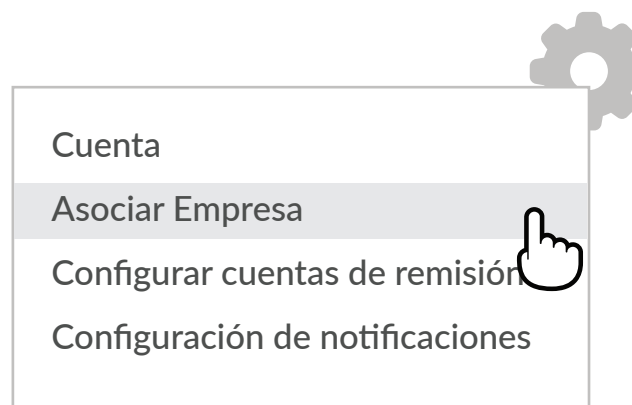 Cuenta
Asociar Empresa
Configurar cuentas de remisión
Configuración de notificaciones